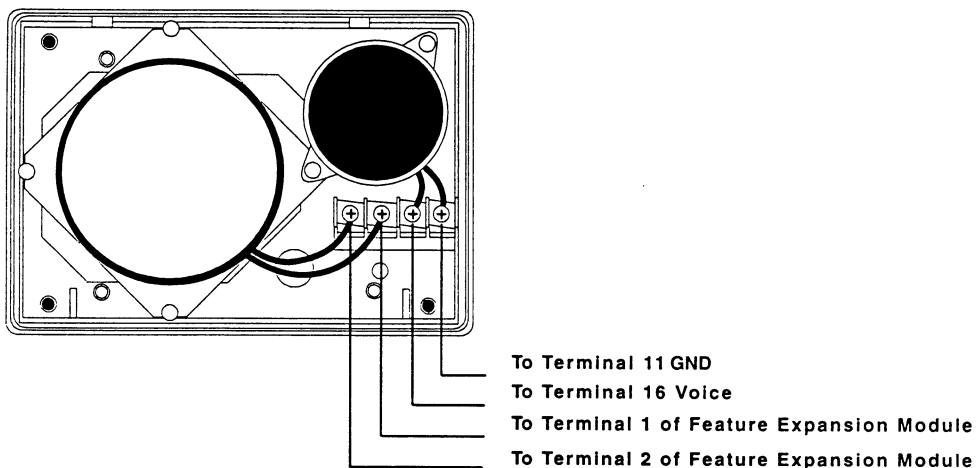 To Terminal 11 GND
To Terminal 16 Voice
To Terminal 1 of Feature Expansion Module
To Terminal 2 of Feature Expansion Module